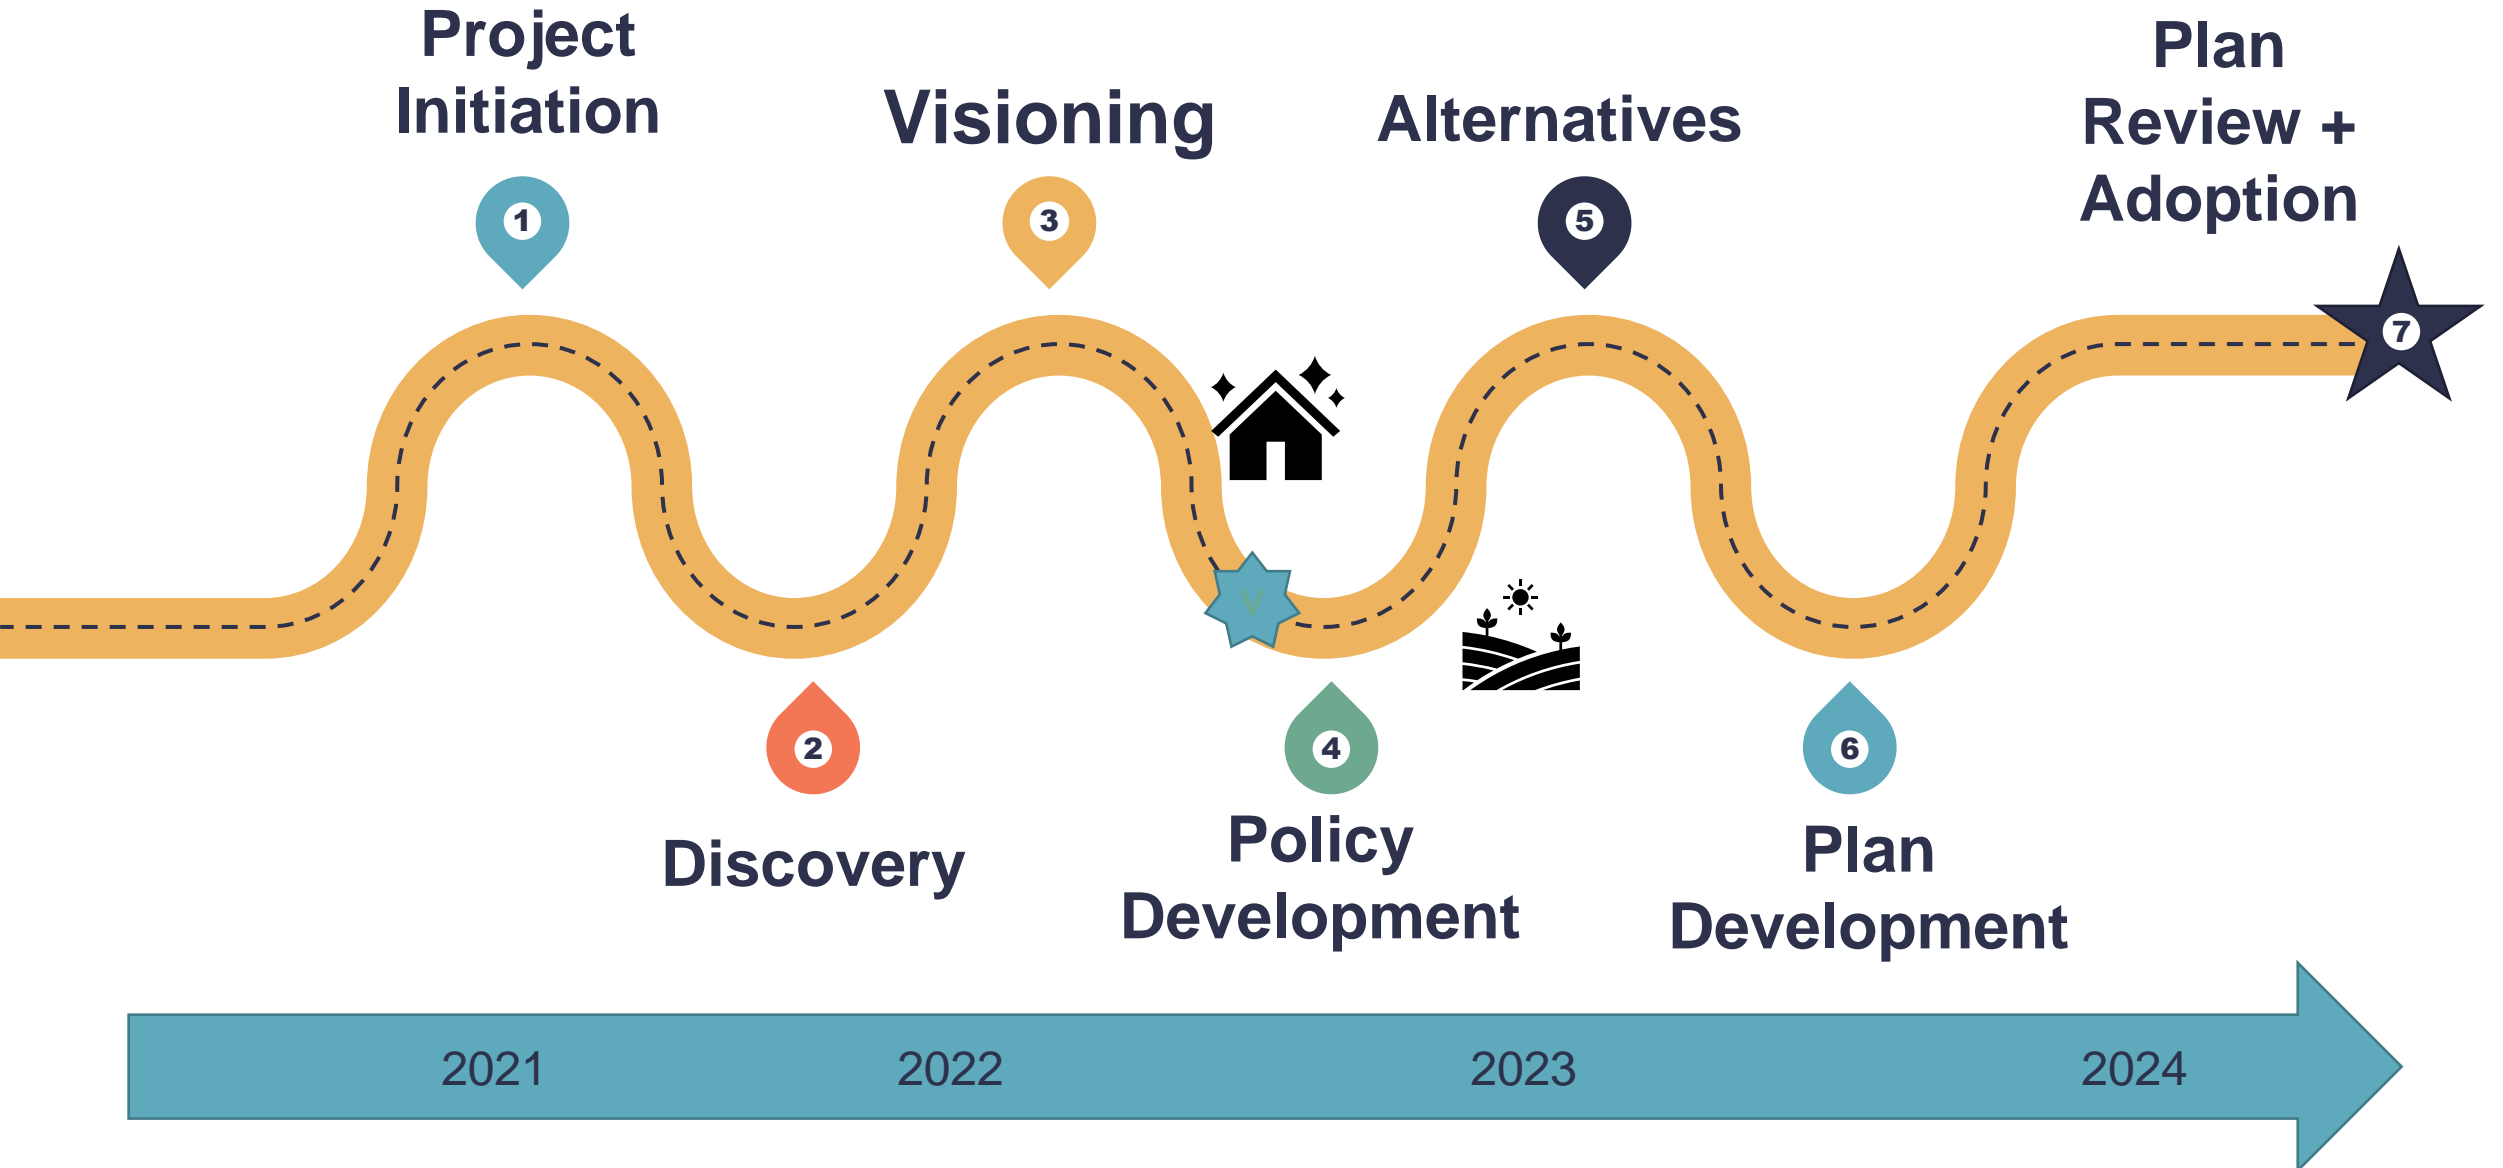 Project
Initiation
1
Visioning
3
Alternatives
5
Plan
Review +
Adoption
7
V
2
Discovery
4
Policy
Development
6
Plan
Development
2021
2022
2023
2024